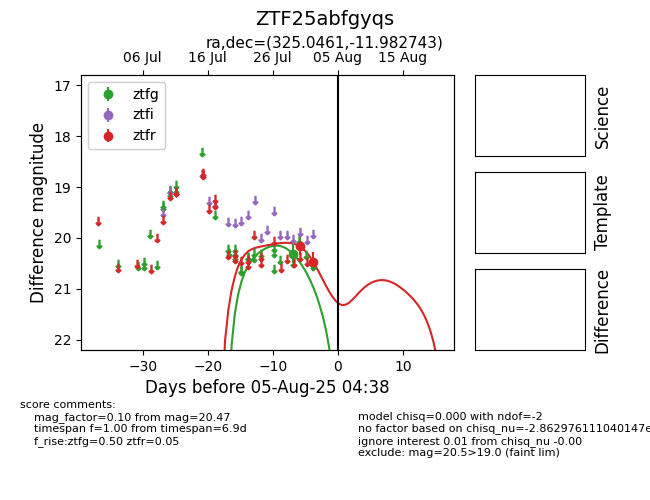 ZTF25abfgyqs
ra,dec=(325.0461,-11.982743)
06 Jul 16 Jul 26 Jul 05 Aug 15 Aug
17
18
19
20
21
22
Difference magnitude
ztfg
ztfi
ztfr
−30 −20 −10 0 10
Days before 05-Aug-25 04:38
Science
Template
Difference
score comments:
mag_factor=0.10 from mag=20.47
timespan f=1.00 from timespan=6.9d
f_rise:ztfg=0.50 ztfr=0.05
model chisq=0.000 with ndof=-2
no factor based on chisq_nu=-2.862976111040147e
ignore interest 0.01 from chisq_nu -0.00
exclude: mag=20.5>19.0 (faint lim)